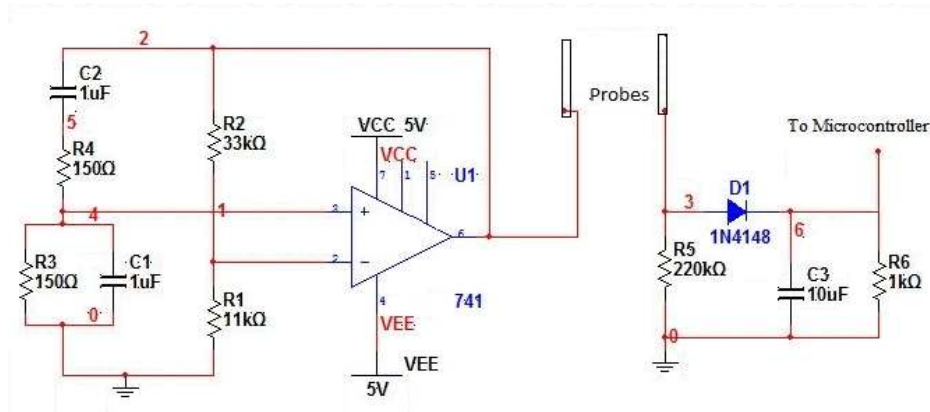 2
C2
1uF
5
R4
150Ω
R2
33kΩ
VCC 5V
VCC
7
1
5
U1
4
1
3
+
6
2
−
R3
150Ω
C1
1uF
0
R1
11kΩ
4
741
VEE
VEE
5V
Probes
To Microcontroller
3
D1
1N4148
6
R5
220kΩ
C3
10uF
R6
1kΩ
0